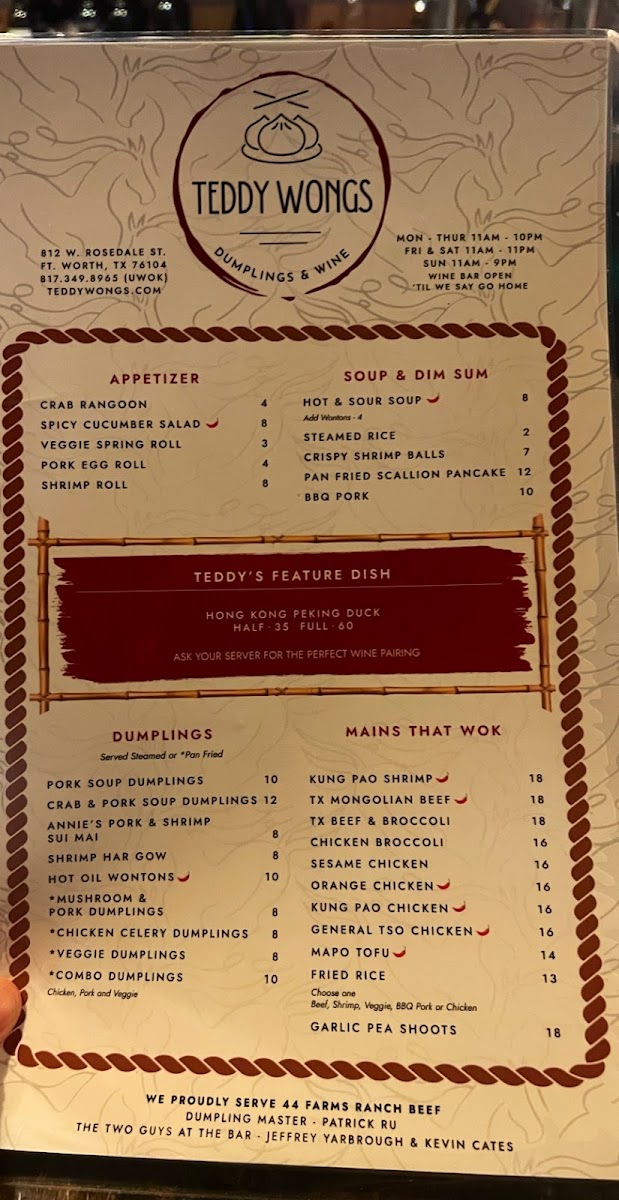 TEDDY WONGS
DUMPLINGS & WINE
812 W. ROSEDALE ST.
FT. WORTH, TX 76104
817.349.8965 (UWOK)
TEDDYWONGS.COM
MON - THUR 11AM - 10PM
FRI & SAT 11AM - 11PM
SUN 11AM - 9PM
WINE BAR OPEN
'TIL WE SAY GO HOME
APPETIZER
CRAB RANGOON 4
SPICY CUCUMBER SALAD 8
VEGGIE SPRING ROLL 3
PORK EGG ROLL 4
SHRIMP ROLL 8
SOUP & DIM SUM
HOT & SOUR SOUP 8
Add Wontons - 4
STEAMED RICE 2
CRISPY SHRIMP BALLS 7
PAN FRIED SCALLION PANCAKE 12
BBQ PORK 10
TEDDY'S FEATURE DISH
HONG KONG PEKING DUCK
HALF · 35 FULL · 60
ASK YOUR SERVER FOR THE PERFECT WINE PAIRING
DUMPLINGS
Served Steamed or *Pan Fried
PORK SOUP DUMPLINGS 10
CRAB & PORK SOUP DUMPLINGS 12
ANNIE'S PORK & SHRIMP
SUI MAI 8
SHRIMP HAR GOW 8
HOT OIL WONTONS 10
*MUSHROOM &
PORK DUMPLINGS 8
*CHICKEN CELERY DUMPLINGS 8
*VEGGIE DUMPLINGS 8
*COMBO DUMPLINGS 10
Chicken, Pork and Veggie
MAINS THAT WOK
KUNG PAO SHRIMP 18
TX MONGOLIAN BEEF 18
TX BEEF & BROCCOLI 18
CHICKEN BROCCOLI 16
SESAME CHICKEN 16
ORANGE CHICKEN 16
KUNG PAO CHICKEN 16
GENERAL TSO CHICKEN 16
MAPO TOFU 14
FRIED RICE 13
Choose one
Beef, Shrimp, Veggie, BBQ Pork or Chicken
GARLIC PEA SHOOTS 18
WE PROUDLY SERVE 44 FARMS RANCH BEEF
DUMPLING MASTER - PATRICK RU
THE TWO GUYS AT THE BAR - JEFFREY YARBROUGH & KEVIN CATES